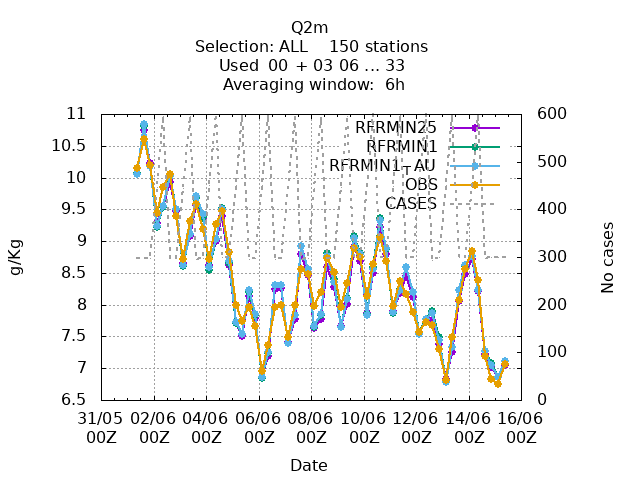 Q2m
Selection: ALL 150 stations
Used 00 + 03 06 ... 33
Averaging window: 6h
11
10.5
10
9.5
9
8.5
8
7.5
7
6.5
g/Kg
600
500
400
300
200
100
0
No cases
RFRMIN25
RFRMIN1
RFRMIN1-AU
OBS
CASES
31/05 02/06 04/06 06/06 08/06 10/06 12/06 14/06 16/06
00Z 00Z 00Z 00Z 00Z 00Z 00Z 00Z 00Z
Date